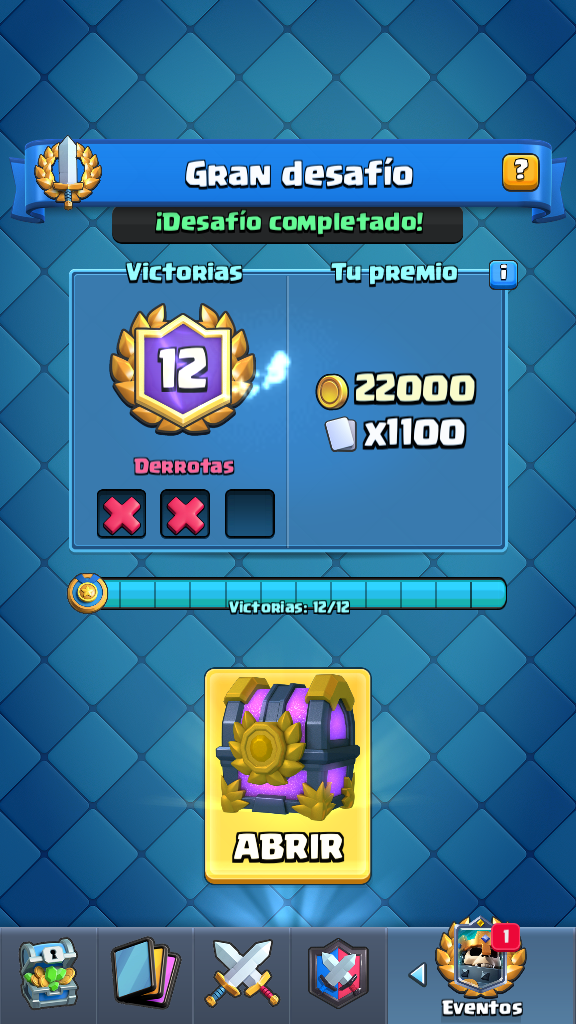 Gran desafío
?
¡Desafío completado!
Victorias
Tu premio
i
12
22000
x1100
Derrotas
Victorias: 12/12
ABRIR
1
Eventos